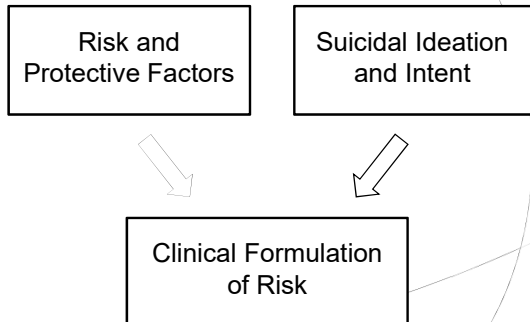 Risk and
Protective Factors
Suicidal Ideation
and Intent
Clinical Formulation
of Risk